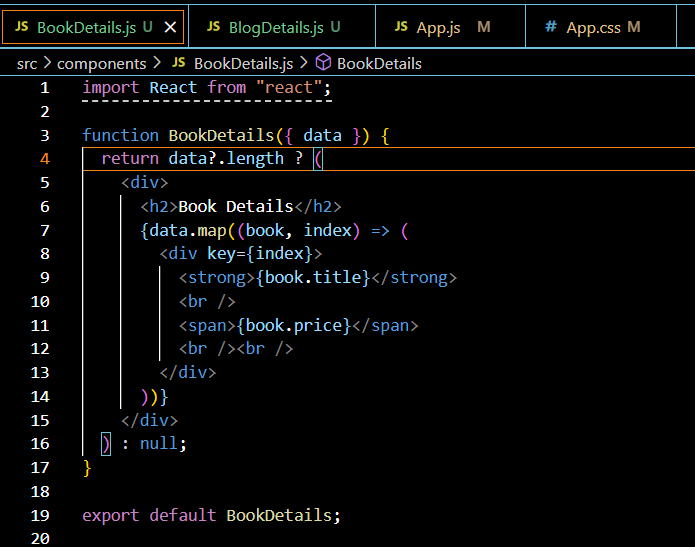 JS BookDetails.js U × JS BlogDetails.js U JS App.js M # App.css M
src > components > JS BookDetails.js > BookDetails
1 import React from "react";
2
3 function BookDetails({ data }) {
4   return data?.length ? (
5     <div>
6       <h2>Book Details</h2>
7       {data.map((book, index) => (
8         <div key={index}>
9           <strong>{book.title}</strong>
10           <br />
11           <span>{book.price}</span>
12           <br /><br />
13         </div>
14       ))}
15     </div>
16   ) : null;
17 }
18
19 export default BookDetails;
20